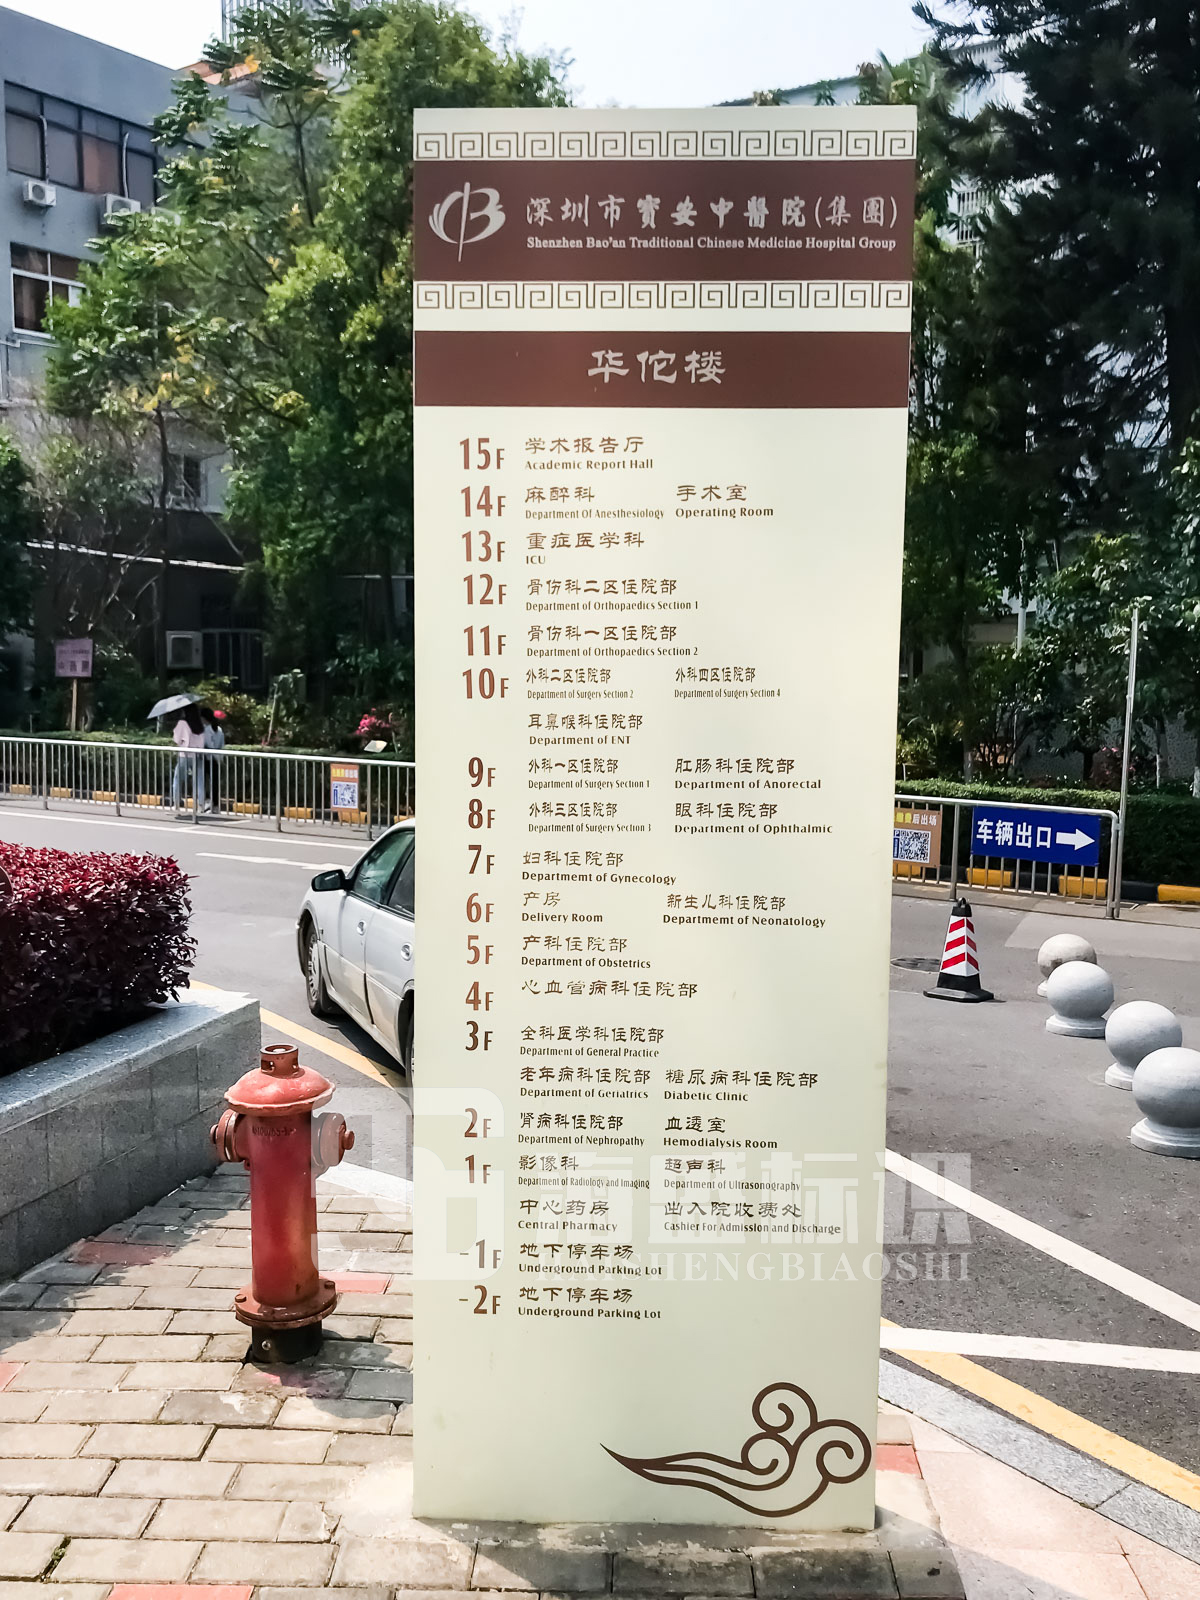 深圳市寶安中醫院(集團)
Shenzhen Bao'an Traditional Chinese Medicine Hospital Group
华佗楼
15F 学术报告厅
Academic Report Hall
14F 麻醉科 手术室
Department Of Anesthesiology Operating Room
13F 重症医学科
ICU
12F 骨伤科二区住院部
Department of Orthopaedics Section 1
11F 骨伤科一区住院部
Department of Orthopaedics Section 2
10F 外科二区住院部 外科四区住院部
Department of Surgery Section 2 Department of Surgery Section 4
耳鼻喉科住院部
Department of ENT
9F 外科一区住院部 肛肠科住院部
Department of Surgery Section 1 Department of Anorectal
8F 外科三区住院部 眼科住院部
Department of Surgery Section 3 Department of Ophthalmic
7F 妇科住院部
Departmemt of Gynecology
6F 产房 新生儿科住院部
Delivery Room Departmemt of Neonatology
5F 产科住院部
Department of Obstetrics
4F 心血管病科住院部
3F 全科医学科住院部
Department of General Practice
老年病科住院部 糖尿病科住院部
Department of Geriatrics Diabetic Clinic
2F 肾病科住院部 血透室
Department of Nephropathy Hemodialysis Room
1F 影像科 超声科
Department of Radiology and Imaging Department of Ultrasonography
中心药房 出入院收费处
Central Pharmacy Cashier For Admission and Discharge
-1F 地下停车场
Underground Parking Lot
-2F 地下停车场
Underground Parking Lot
车辆出口
后出场
海盛标识
HAISHENGBIAOSHI